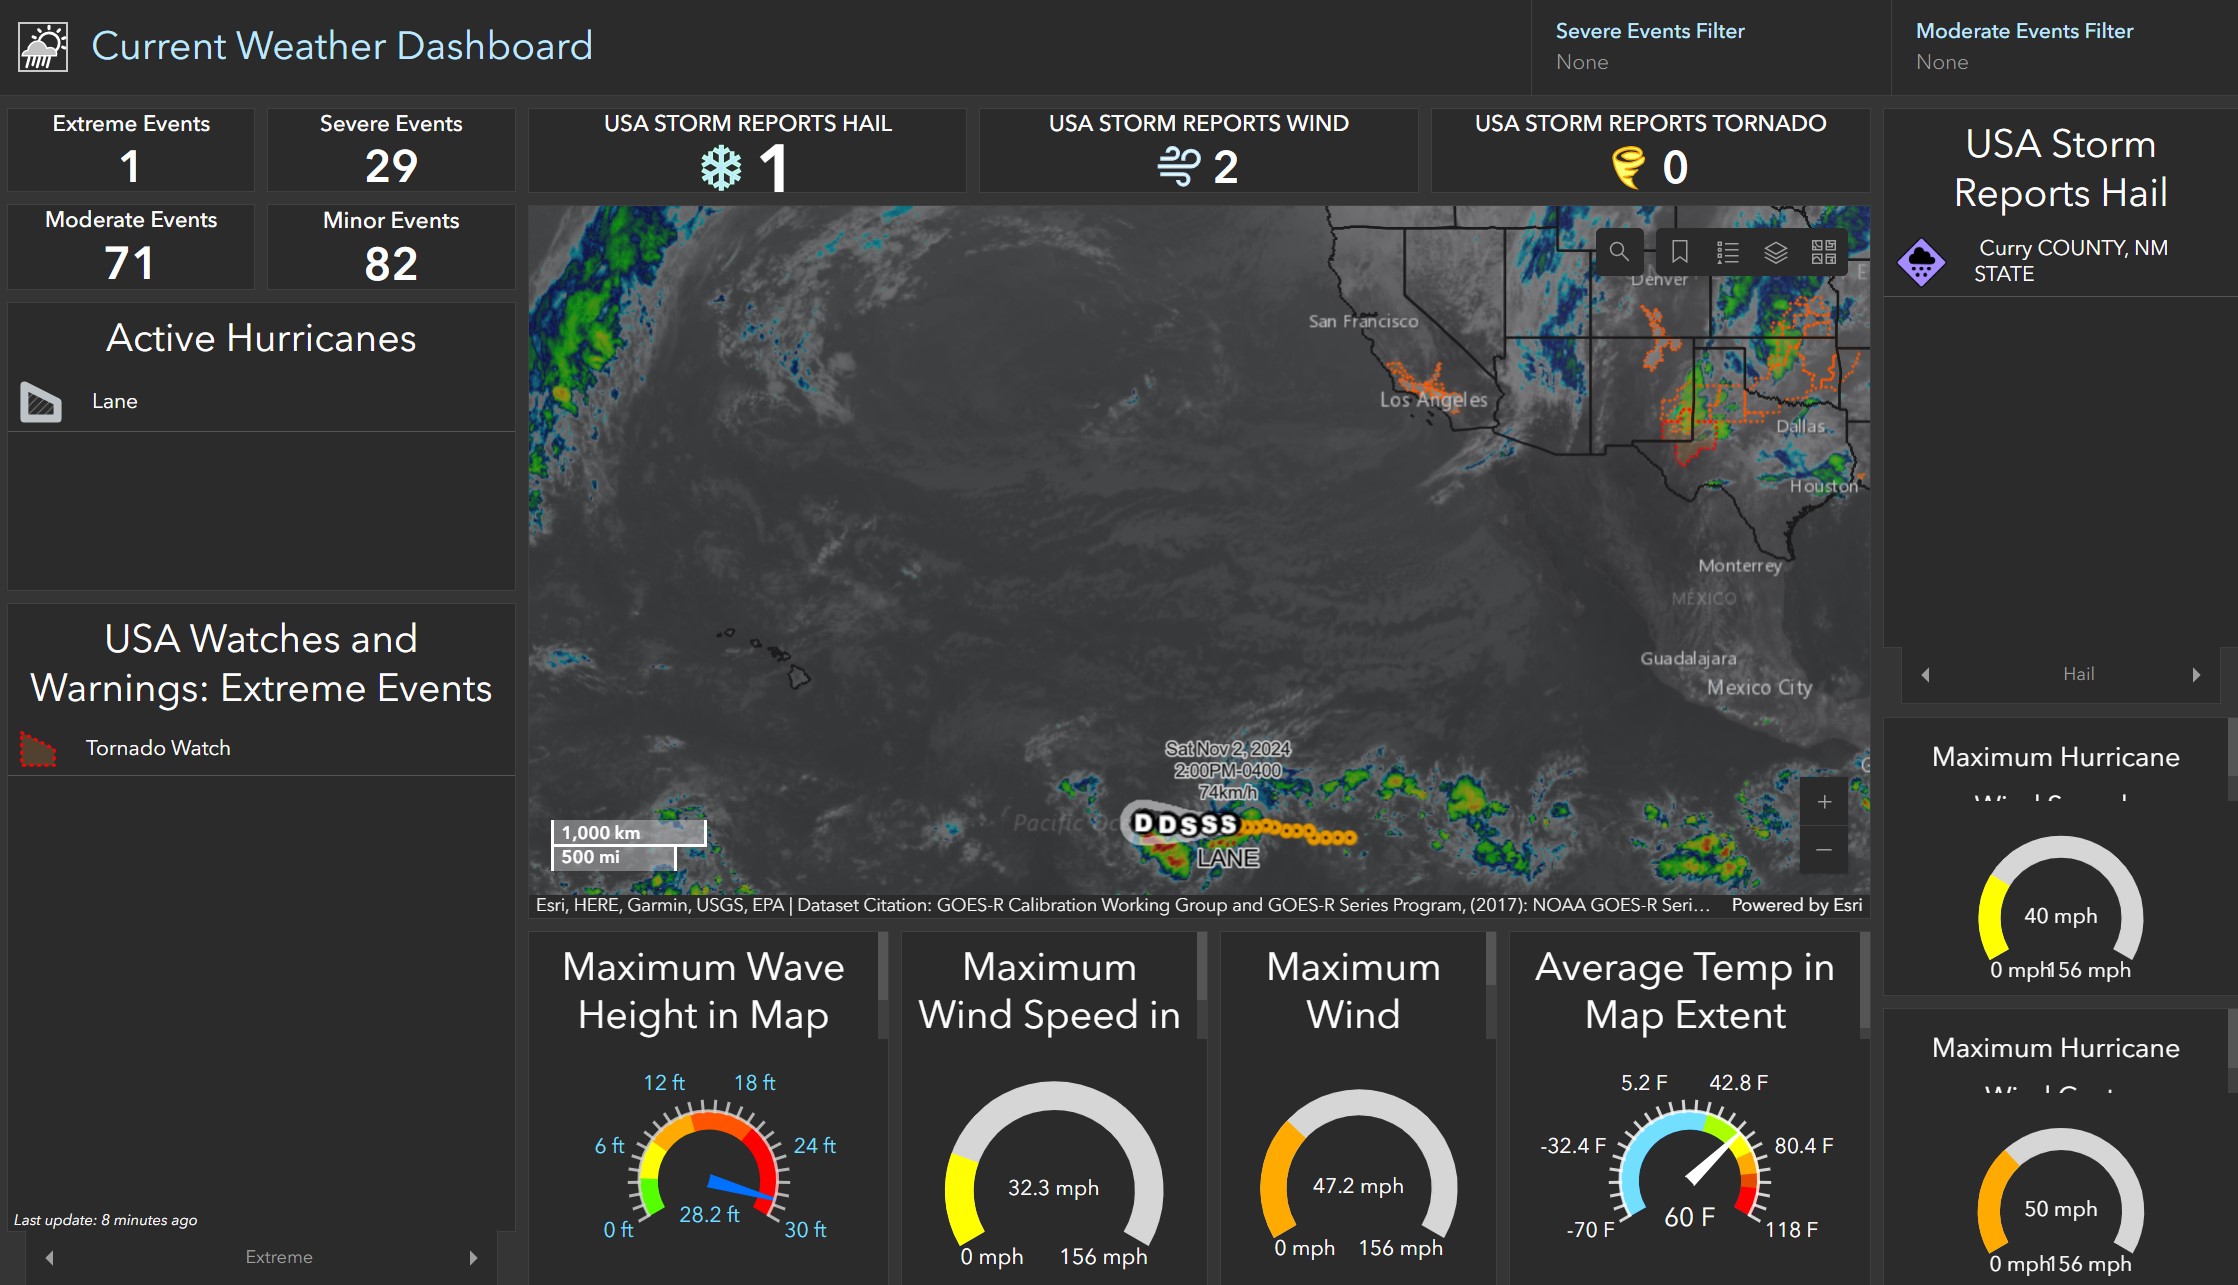 Current Weather Dashboard
Severe Events Filter
None
Moderate Events Filter
None
Extreme Events
1
Severe Events
29
Moderate Events
71
Minor Events
82
Active Hurricanes
Lane
USA Watches and
Warnings: Extreme Events
Tornado Watch
Last update: 8 minutes ago
Extreme
USA STORM REPORTS HAIL
1
USA STORM REPORTS WIND
2
USA STORM REPORTS TORNADO
0
Denver
San Francisco
Los Angeles
Dallas
Houston
Monterrey
MÉXICO
Guadalajara
Mexico City
Sat Nov 2, 2024
2:00PM-0400
74km/h
Pacific Oc
D D S S S
LANE
1,000 km
500 mi
Esri, HERE, Garmin, USGS, EPA | Dataset Citation: GOES-R Calibration Working Group and GOES-R Series Program, (2017): NOAA GOES-R Seri...
Powered by Esri
Maximum Wave
Height in Map
12 ft
18 ft
6 ft
24 ft
28.2 ft
0 ft
30 ft
Maximum
Wind Speed in
32.3 mph
0 mph
156 mph
Maximum
Wind
47.2 mph
0 mph
156 mph
Average Temp in
Map Extent
5.2 F
42.8 F
-32.4 F
80.4 F
60 F
-70 F
118 F
USA Storm
Reports Hail
Curry COUNTY, NM
STATE
Hail
Maximum Hurricane
40 mph
0 mph
156 mph
Maximum Hurricane
50 mph
0 mph
156 mph